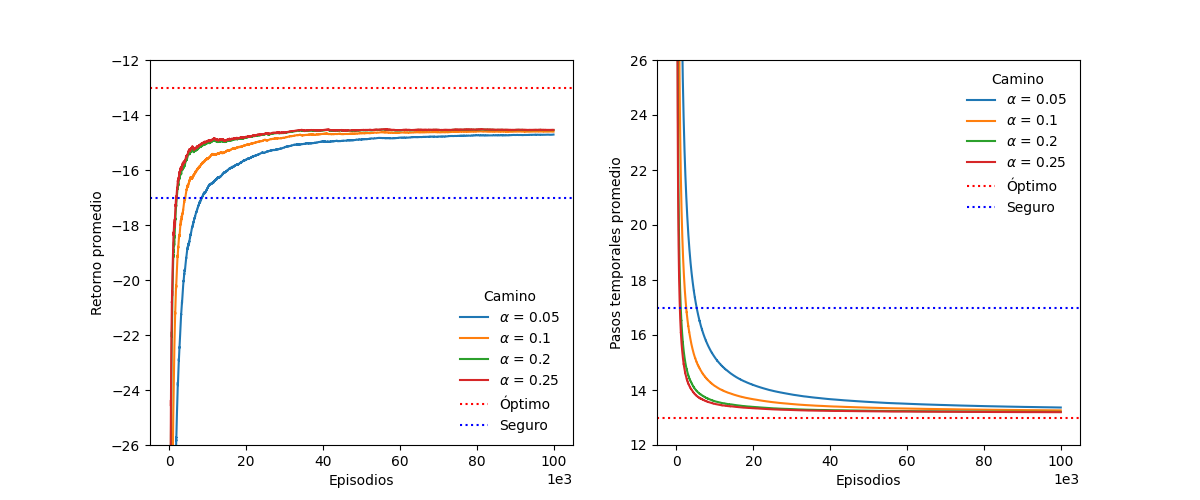 −12
−14
−16
−18
−20
−22
−24
−26
Retorno promedio
0
20
40
60
80
100
1e3
Episodios
Camino
α = 0.05
α = 0.1
α = 0.2
α = 0.25
Óptimo
Seguro
26
24
22
20
18
16
14
12
Pasos temporales promedio
0
20
40
60
80
100
1e3
Episodios
Camino
α = 0.05
α = 0.1
α = 0.2
α = 0.25
Óptimo
Seguro